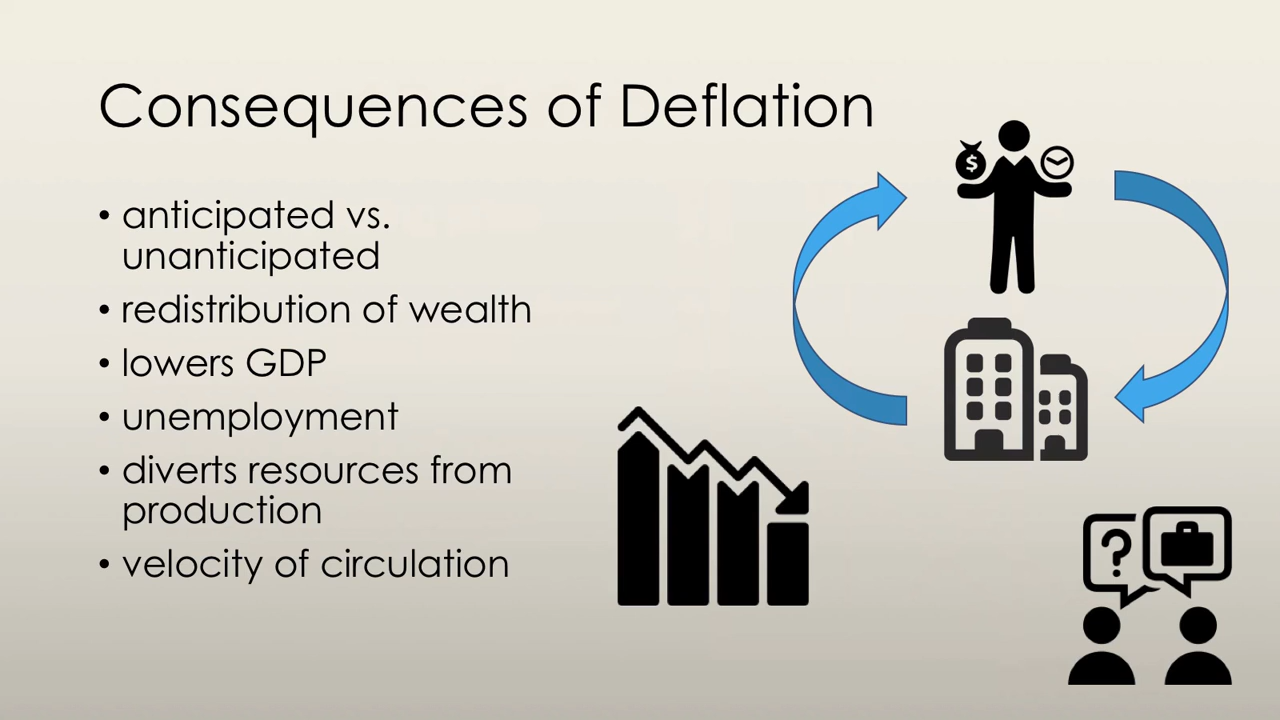 Consequences of Deflation
• anticipated vs.
unanticipated
• redistribution of wealth
• lowers GDP
• unemployment
• diverts resources from
production
• velocity of circulation
$
?